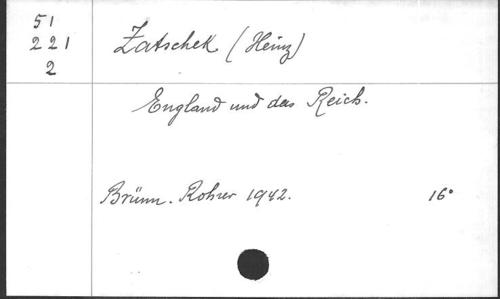 51
221
2
Zatschek (Heinz)
England und das Reich.
Brünn. Rohrer 1942. 16°